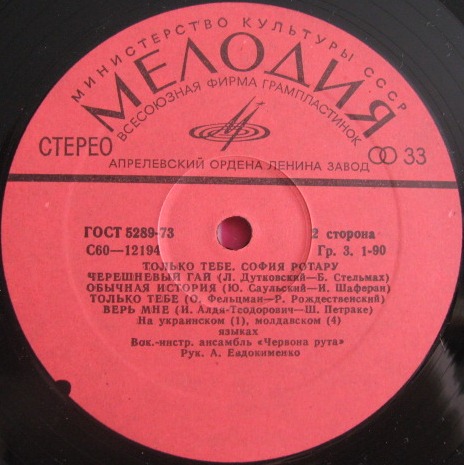 МИНИСТЕРСТВО КУЛЬТУРЫ СССР
МЕЛОДИЯ
ВСЕСОЮЗНАЯ ФИРМА ГРАМПЛАСТИНОК
СТЕРЕО 33
АПРЕЛЕВСКИЙ ОРДЕНА ЛЕНИНА ЗАВОД
ГОСТ 5289-73 2 сторона
С60—12194 Гр. 3. 1-90
ТОЛЬКО ТЕБЕ. СОФИЯ РОТАРУ
ЧЕРЕШНЕВЫЙ ГАЙ (Л. Дутковский—Б. Стельмах)
ОБЫЧНАЯ ИСТОРИЯ (Ю. Саульский—И. Шаферан)
ТОЛЬКО ТЕБЕ (О. Фельцман—Р. Рождественский)
ВЕРЬ МНЕ (И. Алдя-Теодорович—Ш. Петраке)
На украинском (1), молдавском (4)
языках
Вок.-инстр. ансамбль «Червона рута»
Рук. А. Евдокименко